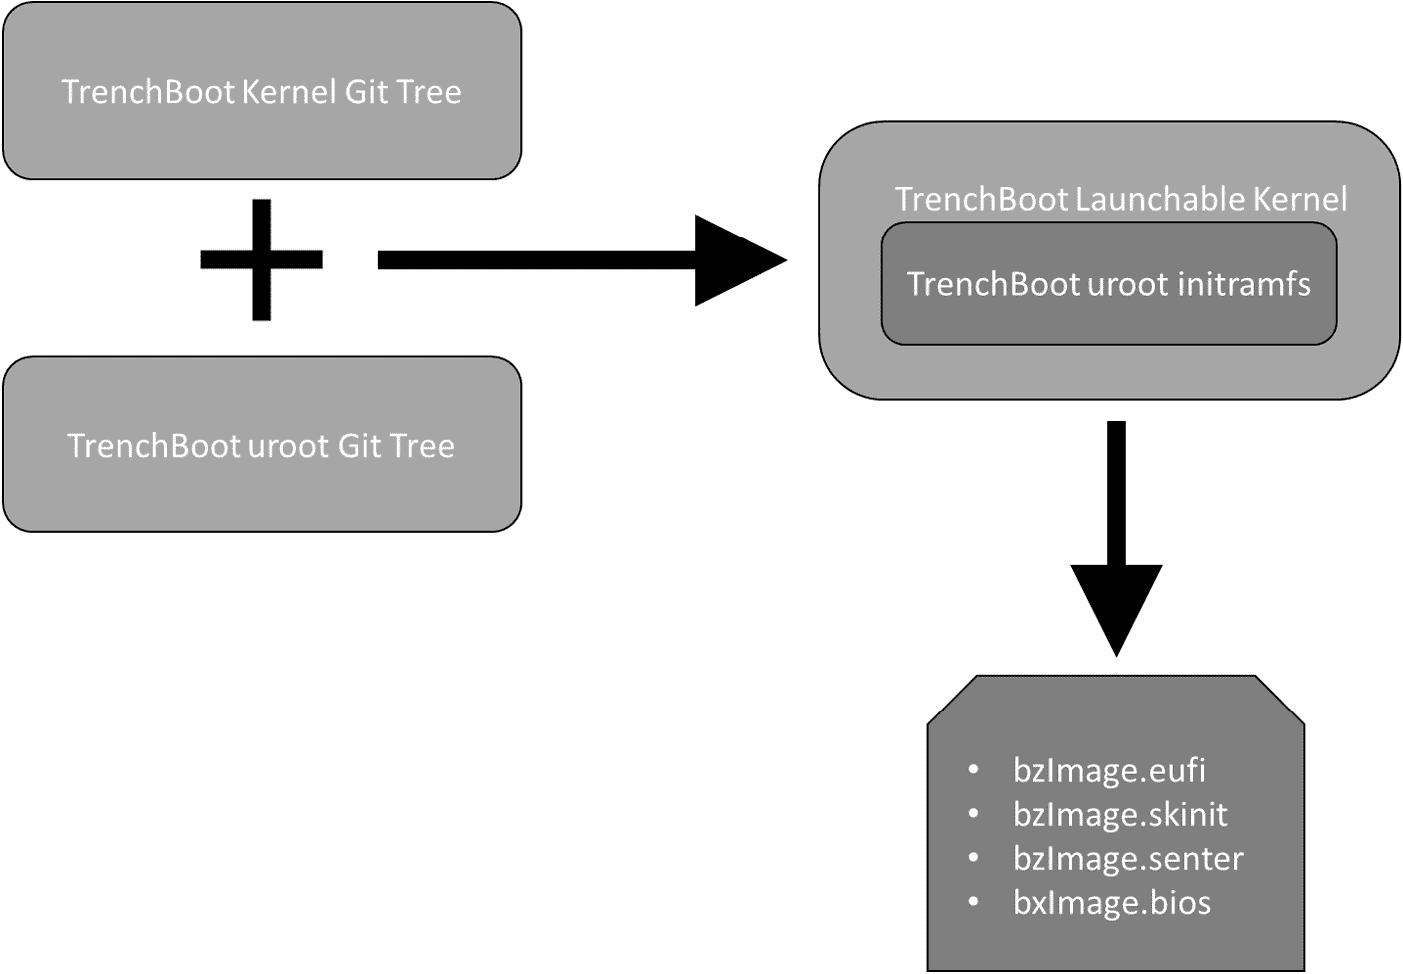 TrenchBoot Kernel Git Tree
TrenchBoot uroot Git Tree
TrenchBoot Launchable Kernel
TrenchBoot uroot initramfs
• bzImage.eufi
• bzImage.skinit
• bzImage.senter
• bxImage.bios